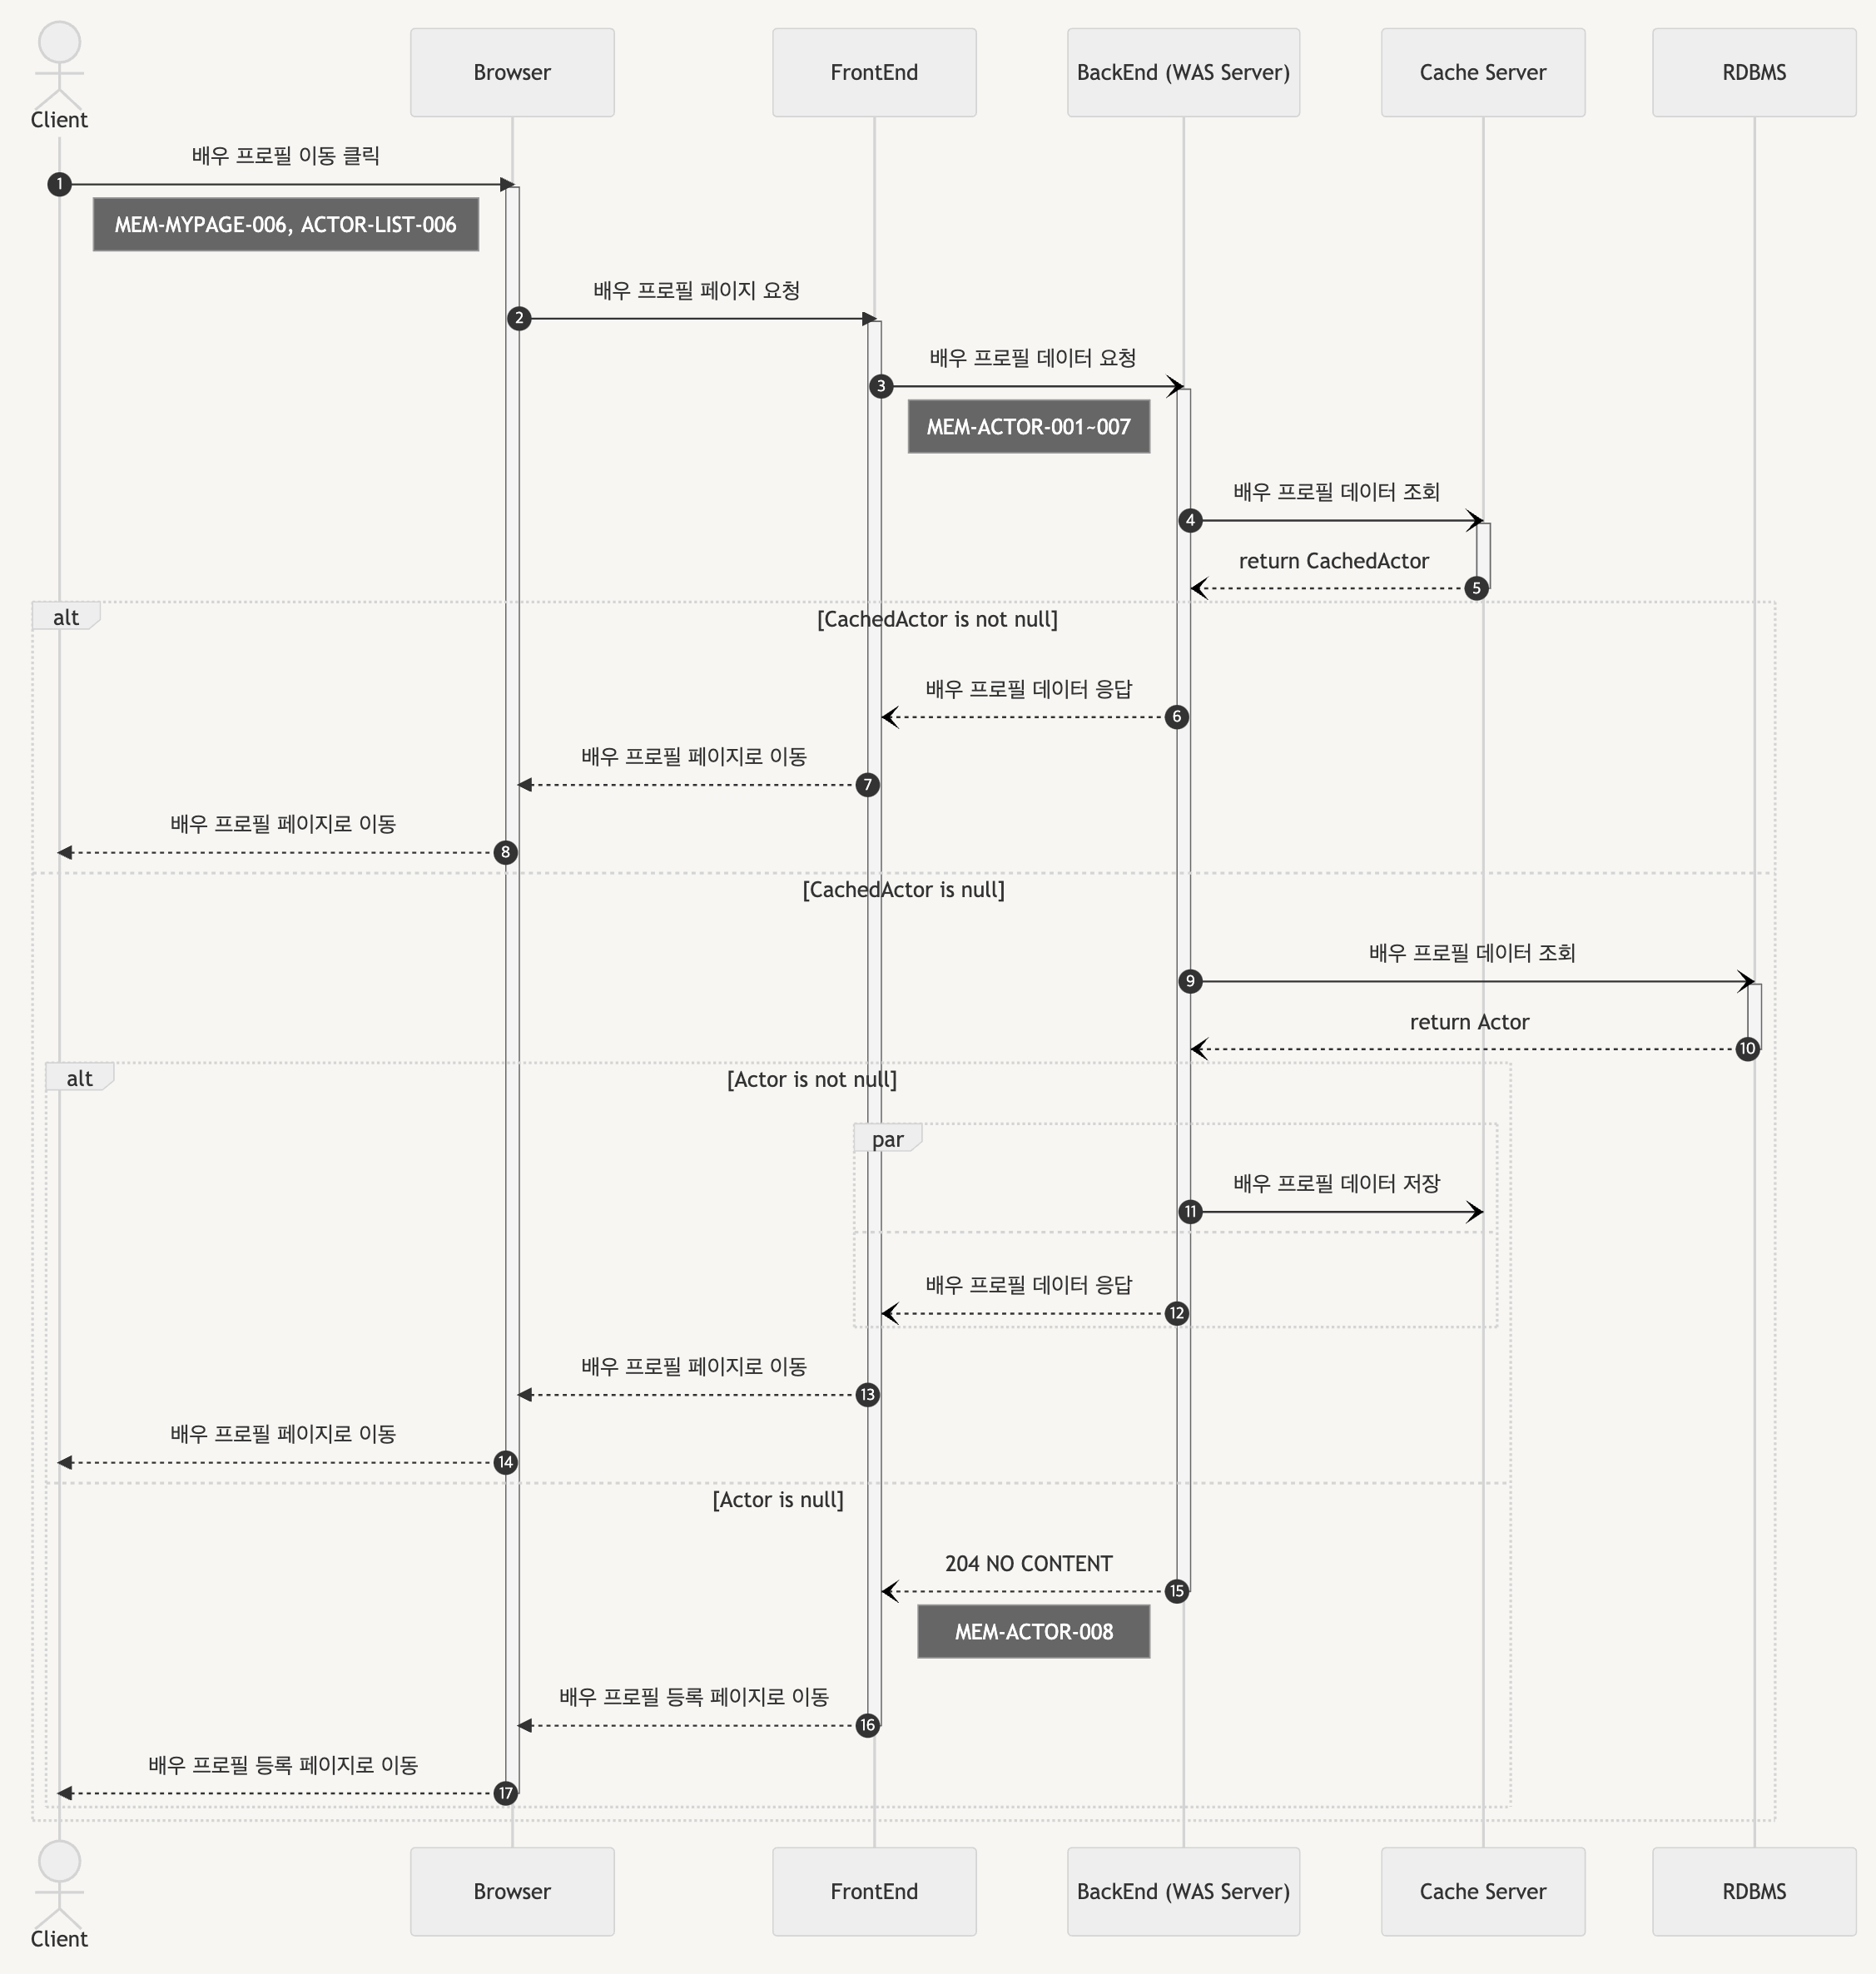 Client
Browser
FrontEnd
BackEnd (WAS Server)
Cache Server
RDBMS
배우 프로필 이동 클릭
1
MEM-MYPAGE-006, ACTOR-LIST-006
배우 프로필 페이지 요청
2
배우 프로필 데이터 요청
3
MEM-ACTOR-001~007
배우 프로필 데이터 조회
4
return CachedActor
5
alt
[CachedActor is not null]
배우 프로필 데이터 응답
6
배우 프로필 페이지로 이동
7
배우 프로필 페이지로 이동
8
[CachedActor is null]
배우 프로필 데이터 조회
9
return Actor
10
alt
[Actor is not null]
par
배우 프로필 데이터 저장
11
배우 프로필 데이터 응답
12
배우 프로필 페이지로 이동
13
배우 프로필 페이지로 이동
14
[Actor is null]
204 NO CONTENT
15
MEM-ACTOR-008
배우 프로필 등록 페이지로 이동
16
배우 프로필 등록 페이지로 이동
17
Client
Browser
FrontEnd
BackEnd (WAS Server)
Cache Server
RDBMS